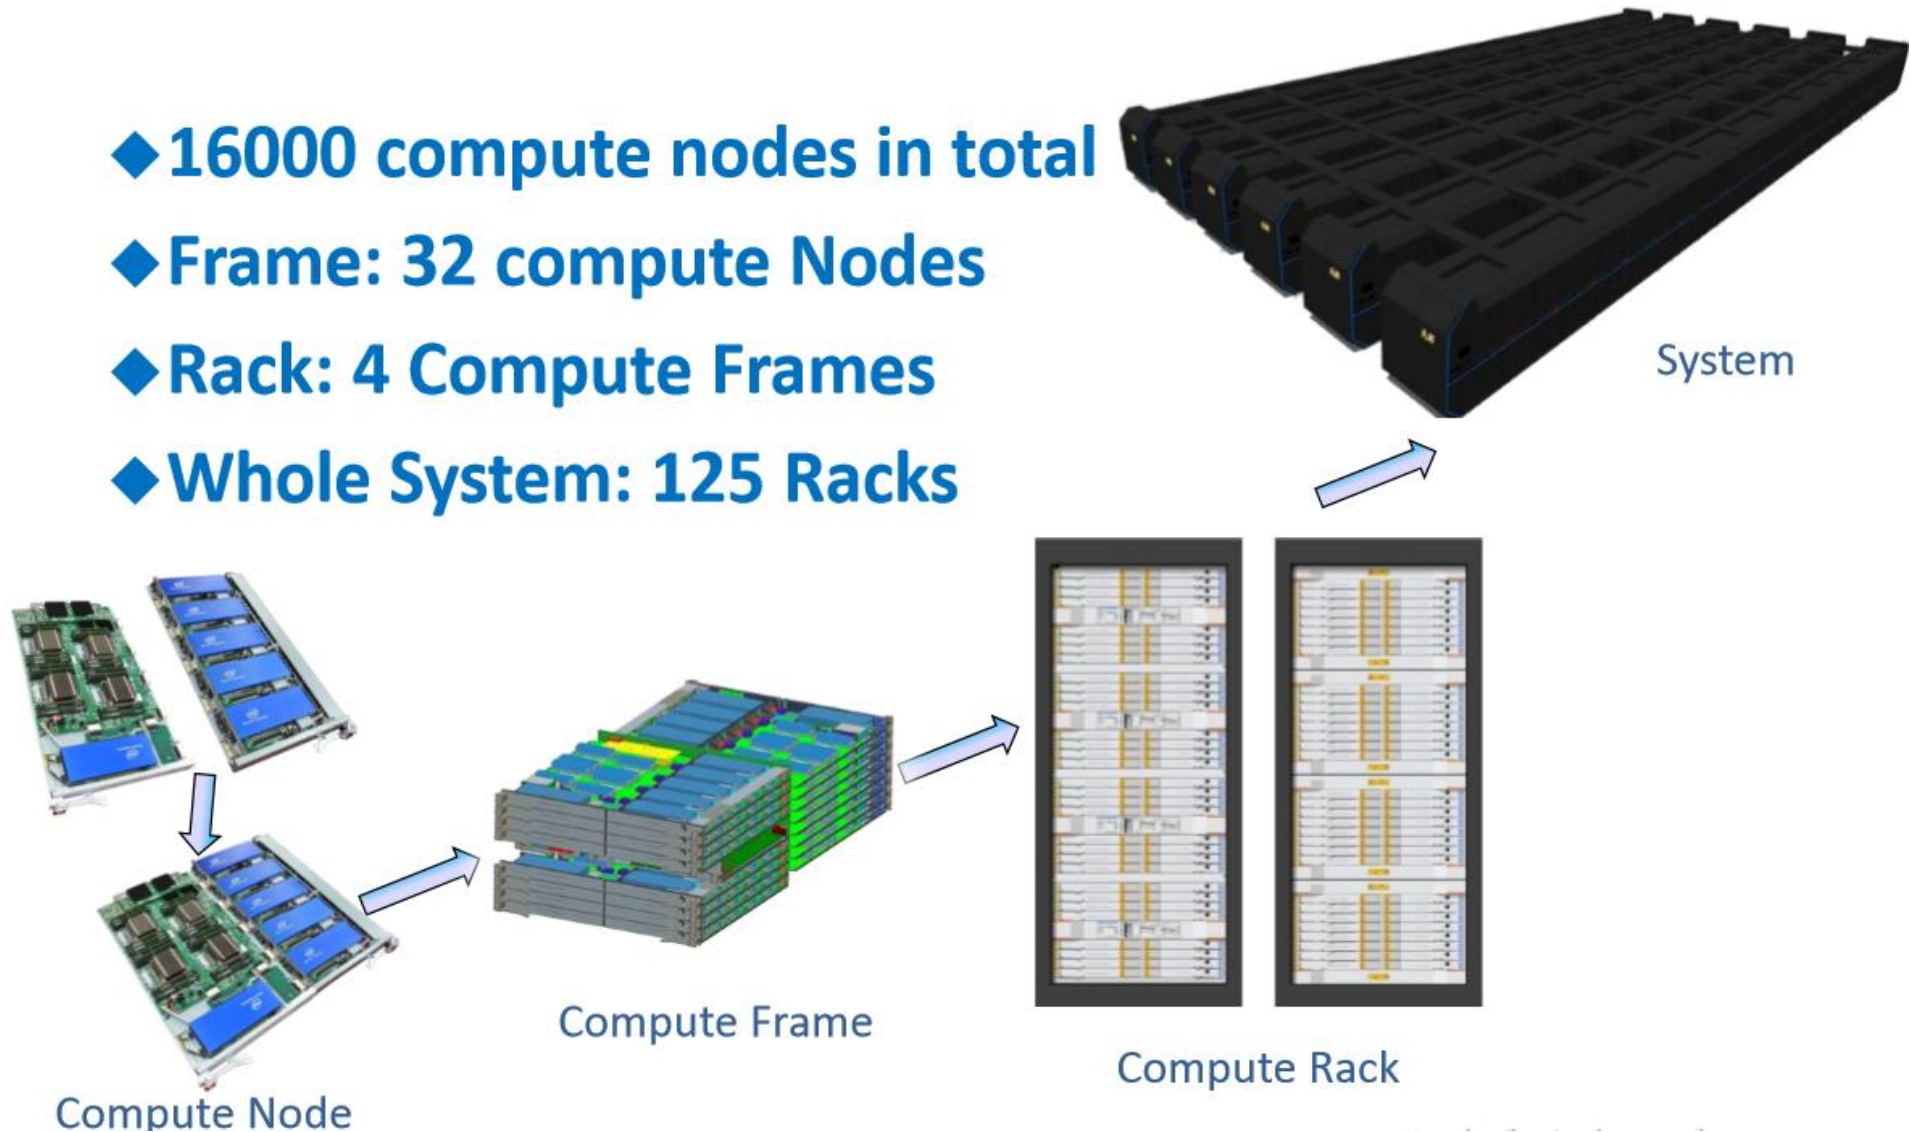 ◆16000 compute nodes in total
◆Frame: 32 compute Nodes
◆Rack: 4 Compute Frames
◆Whole System: 125 Racks
System
Compute Frame
Compute Rack
Compute Node